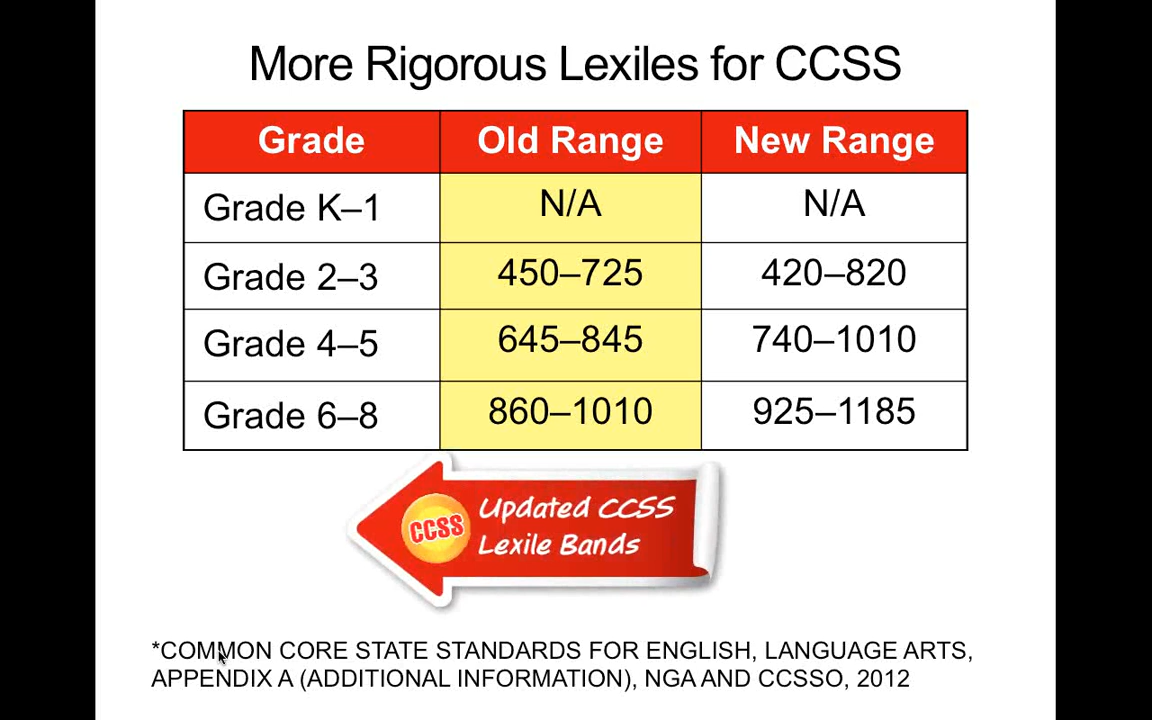 More Rigorous Lexiles for CCSS
Grade Old Range New Range
Grade K–1 N/A N/A
Grade 2–3 450–725 420–820
Grade 4–5 645–845 740–1010
Grade 6–8 860–1010 925–1185
CCSS Updated CCSS
Lexile Bands
*COMMON CORE STATE STANDARDS FOR ENGLISH, LANGUAGE ARTS,
APPENDIX A (ADDITIONAL INFORMATION), NGA AND CCSSO, 2012